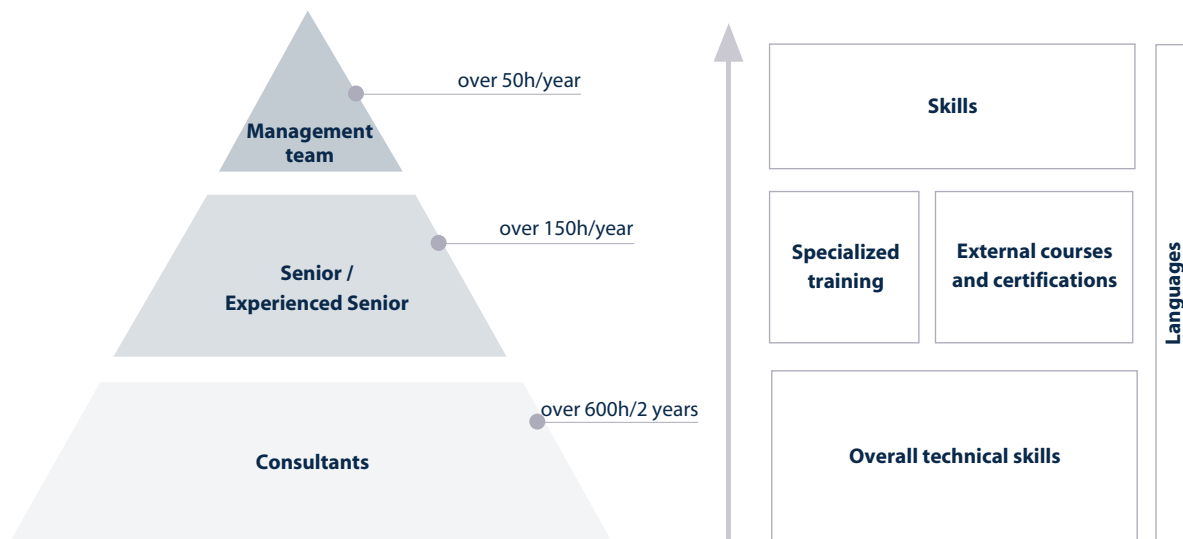 over 50h/year
Management
team
over 150h/year
Senior /
Experienced Senior
over 600h/2 years
Consultants
Skills
Specialized
training
External courses
and certifications
Overall technical skills
Languages